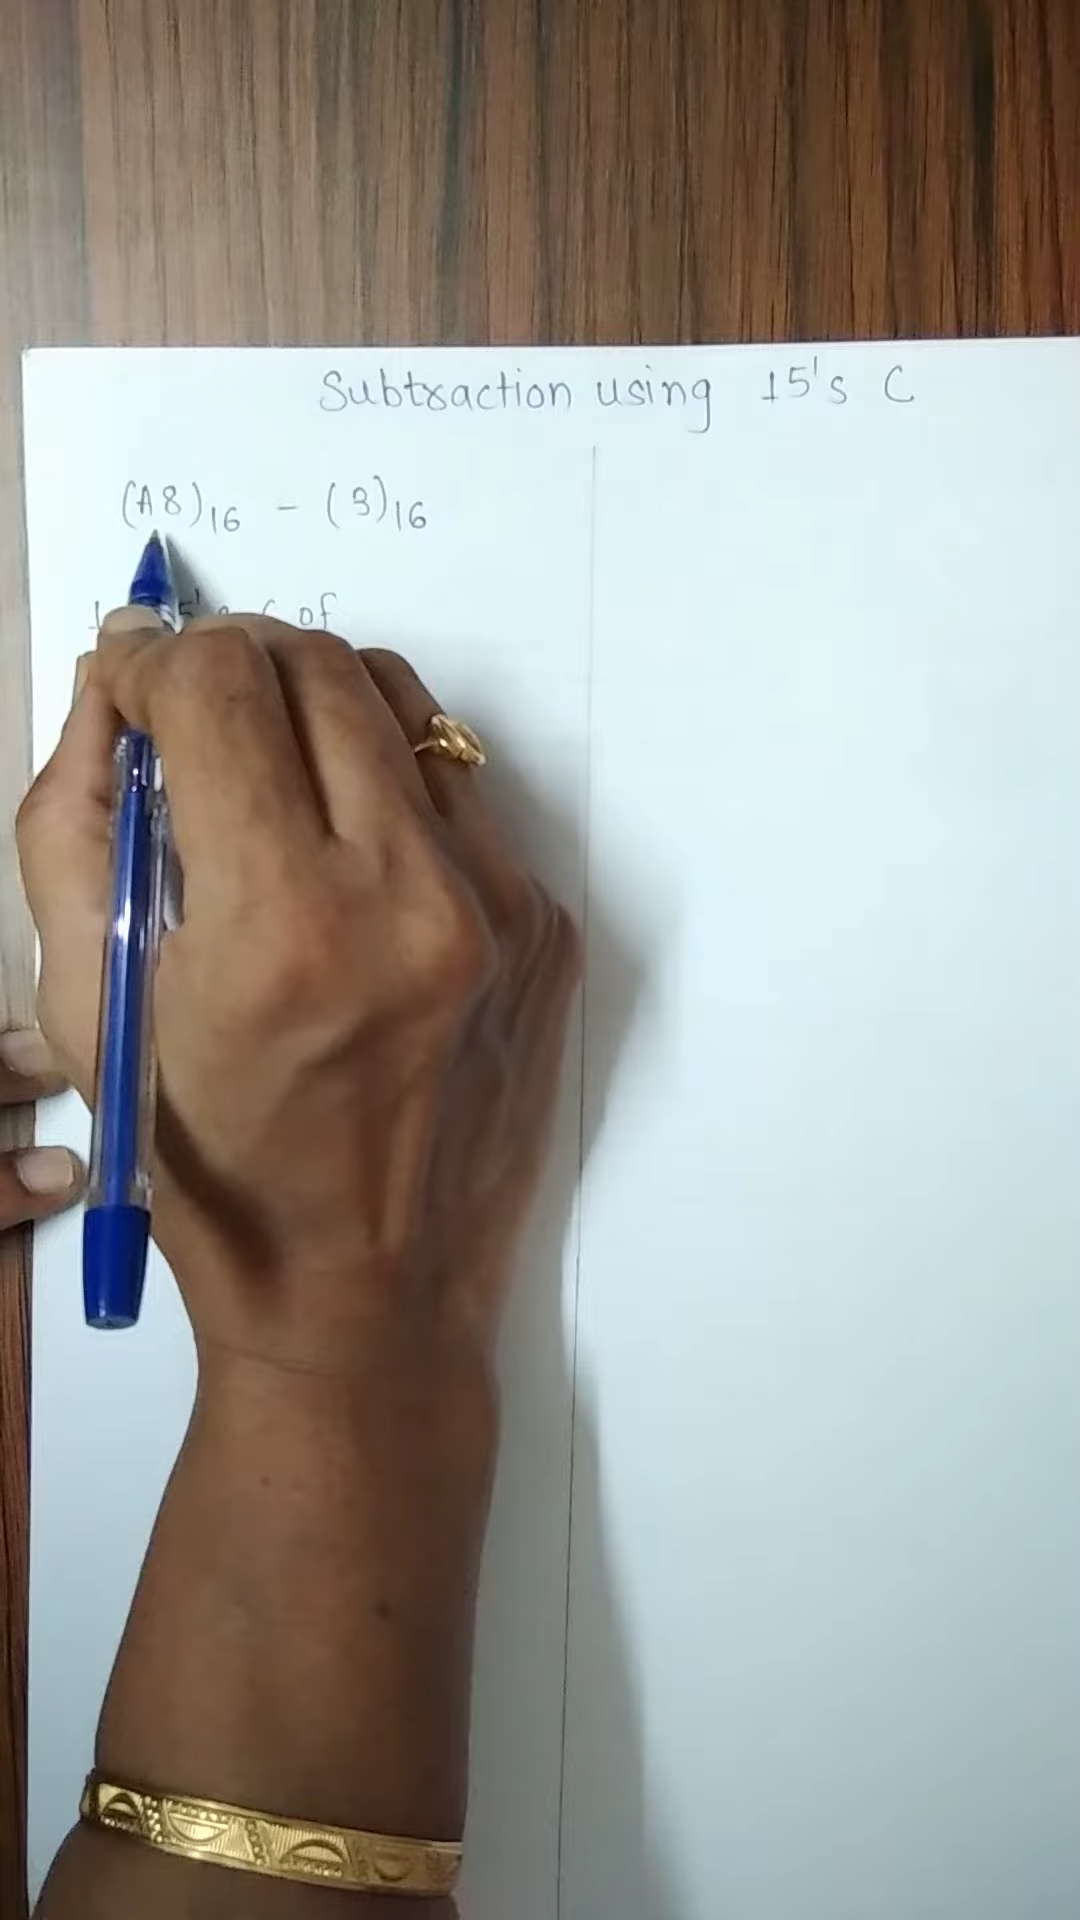 Subtraction using 15's C
(A8)16 - (3)16
of